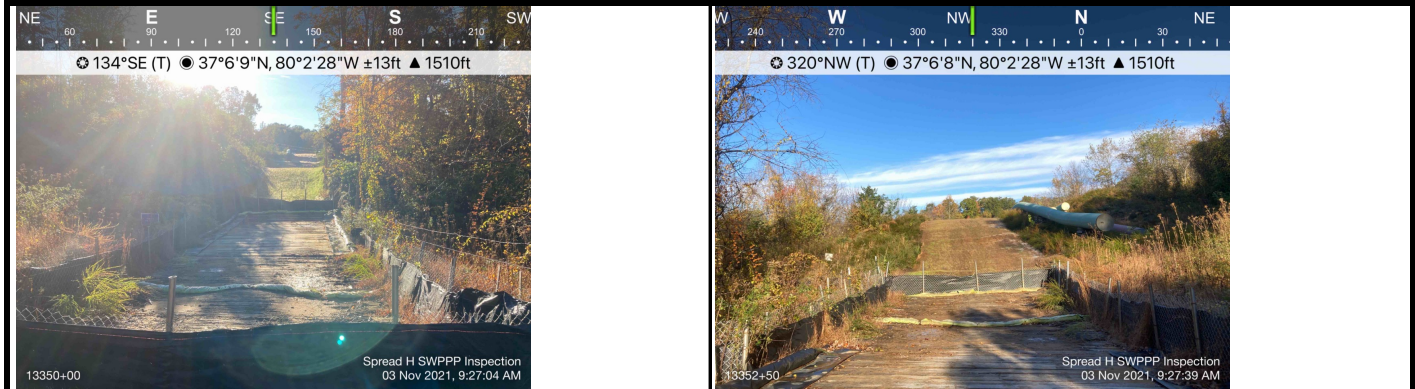 NE E SE S SW
60 90 120 150 180 210
134°SE (T) 37°6'9"N, 80°2'28"W ±13ft ▲ 1510ft
13350+00
Spread H SWPPP Inspection
03 Nov 2021, 9:27:04 AM
W W NW N NE
240 270 300 330 0 30
320°NW (T) 37°6'8"N, 80°2'28"W ±13ft ▲ 1510ft
13352+50
Spread H SWPPP Inspection
03 Nov 2021, 9:27:39 AM